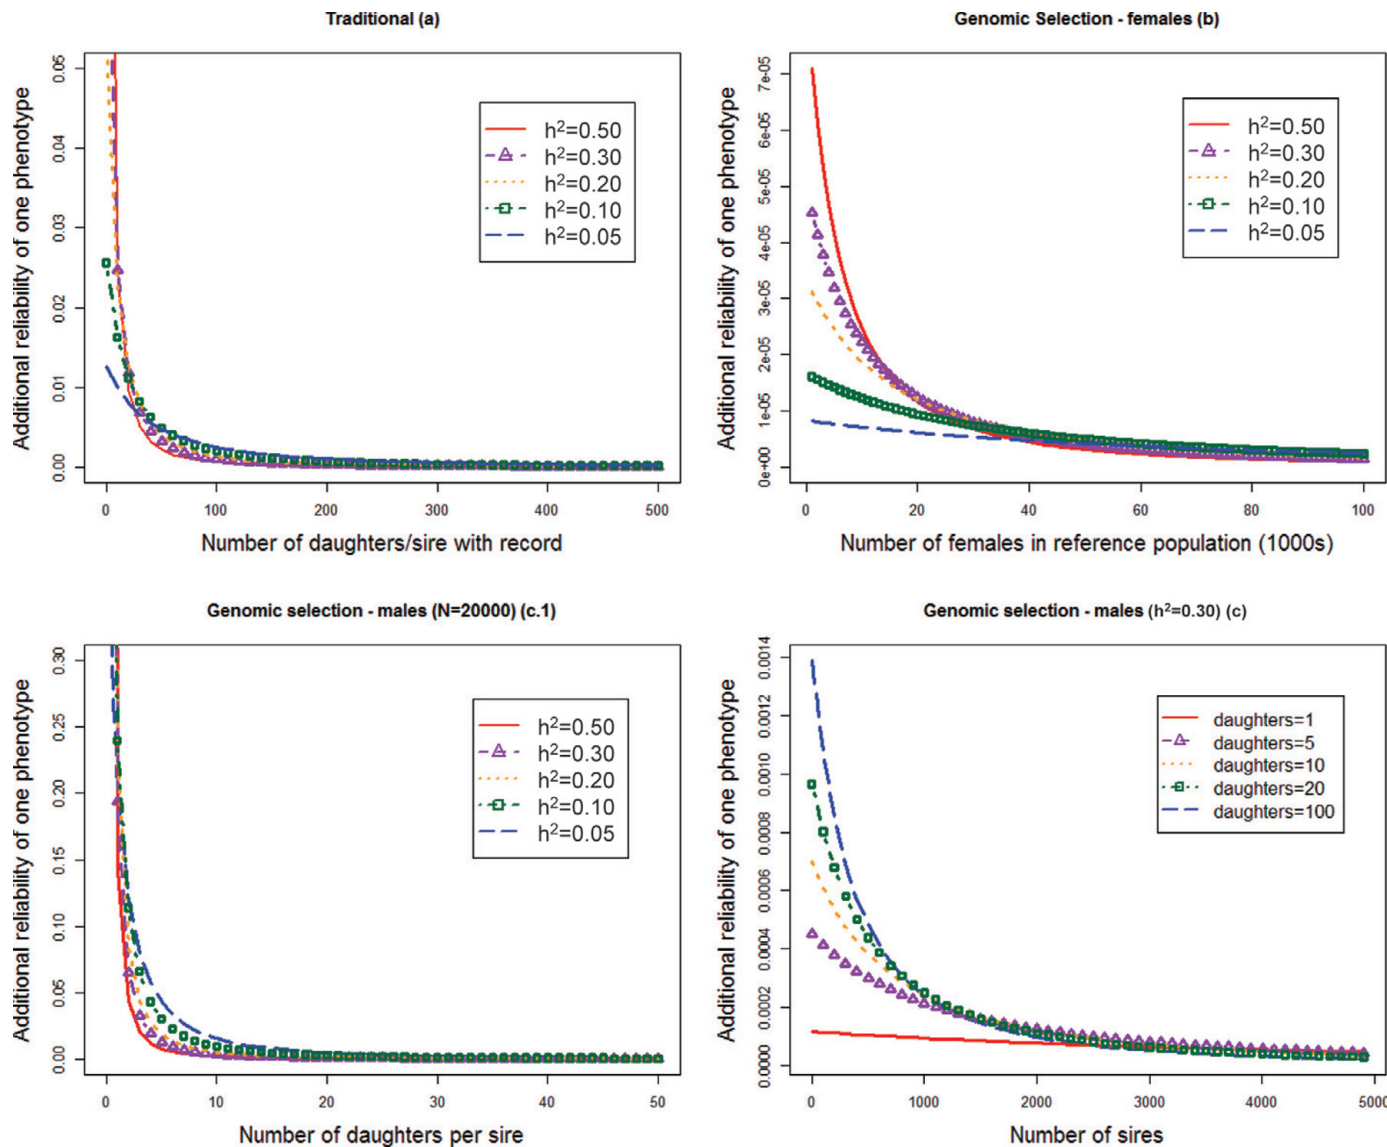 Traditional (a)
Additional reliability of one phenotype
0.05
0.04
0.03
0.02
0.01
0.00
h²=0.50
h²=0.30
h²=0.20
h²=0.10
h²=0.05
0 100 200 300 400 500
Number of daughters/sire with record
Genomic Selection - females (b)
Additional reliability of one phenotype
7e-05
6e-05
5e-05
4e-05
3e-05
2e-05
1e-05
0e+00
h²=0.50
h²=0.30
h²=0.20
h²=0.10
h²=0.05
0 20 40 60 80 100
Number of females in reference population (1000s)
Genomic selection - males (N=20000) (c.1)
Additional reliability of one phenotype
0.30
0.25
0.20
0.15
0.10
0.05
0.00
h²=0.50
h²=0.30
h²=0.20
h²=0.10
h²=0.05
0 10 20 30 40 50
Number of daughters per sire
Genomic selection - males (h²=0.30) (c)
Additional reliability of one phenotype
0.0014
0.0012
0.0010
0.0008
0.0006
0.0004
0.0002
0.0000
daughters=1
daughters=5
daughters=10
daughters=20
daughters=100
0 1000 2000 3000 4000 5000
Number of sires